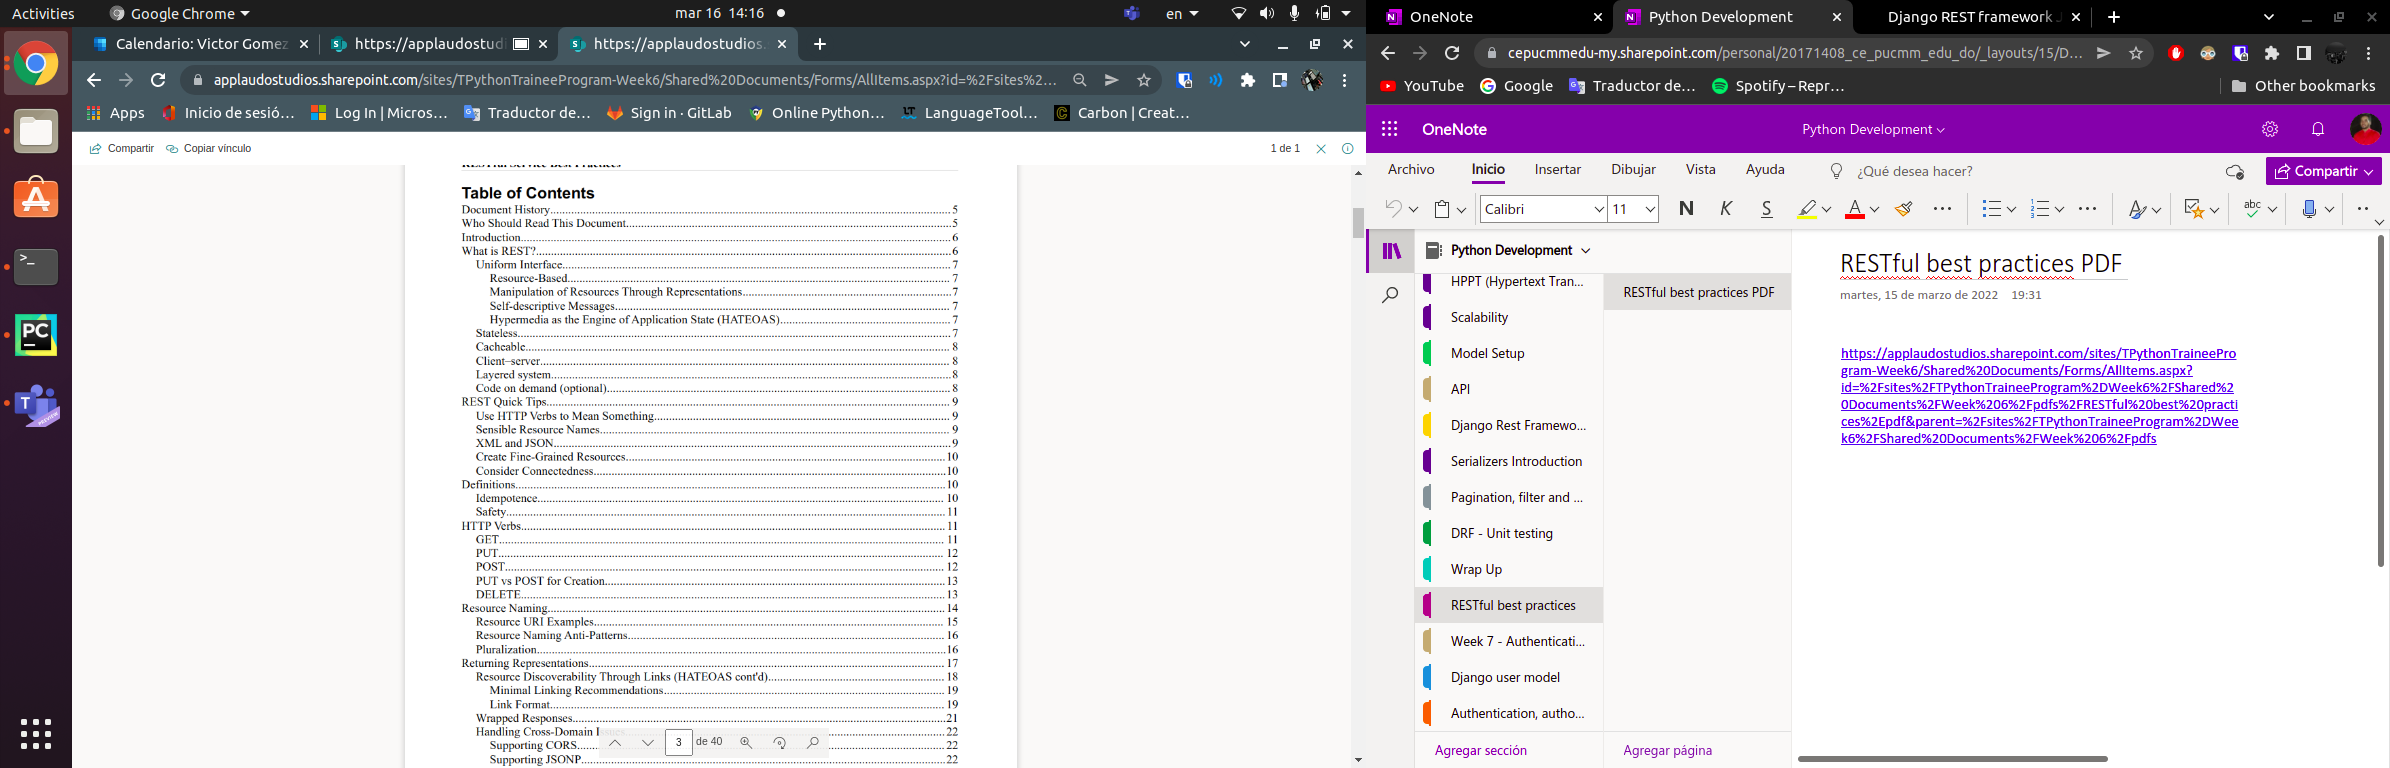 Activities
Google Chrome
mar 16 14:16
en
Calendario: Victor Gomez
https://applaudostudi
https://applaudostudios.
applaudostudios.sharepoint.com/sites/TPythonTraineeProgram-Week6/Shared%20Documents/Forms/AllItems.aspx?id=%2Fsites%2...
Apps
Inicio de sesió...
Log In | Micros...
Traductor de...
Sign in · GitLab
Online Python...
LanguageTool...
Carbon | Creat...
Compartir
Copiar vínculo
1 de 1
RESTful Service Best Practices
Table of Contents
Document History 5
Who Should Read This Document 5
Introduction 6
What is REST? 6
Uniform Interface 7
Resource-Based 7
Manipulation of Resources Through Representations 7
Self-descriptive Messages 7
Hypermedia as the Engine of Application State (HATEOAS) 7
Stateless 7
Cacheable 8
Client–server 8
Layered system 8
Code on demand (optional) 8
REST Quick Tips 9
Use HTTP Verbs to Mean Something 9
Sensible Resource Names 9
XML and JSON 9
Create Fine-Grained Resources 10
Consider Connectedness 10
Definitions 10
Idempotence 10
Safety 11
HTTP Verbs 11
GET 11
PUT 12
POST 12
PUT vs POST for Creation 13
DELETE 13
Resource Naming 14
Resource URI Examples 15
Resource Naming Anti-Patterns 16
Pluralization 16
Returning Representations 17
Resource Discoverability Through Links (HATEOAS cont'd) 18
Minimal Linking Recommendations 19
Link Format 19
Wrapped Responses 21
Handling Cross-Domain Issues 22
Supporting CORS 22
Supporting JSONP 22
3 de 40
OneNote
Python Development
Django REST framework
cepucmmedu-my.sharepoint.com/personal/20171408_ce_pucmm_edu_do/_layouts/15/D...
YouTube
Google
Traductor de...
Spotify – Repr...
Other bookmarks
OneNote
Python Development
Archivo
Inicio
Insertar
Dibujar
Vista
Ayuda
¿Qué desea hacer?
Compartir
Calibri
11
N
K
S
A
abc
Python Development
HPPT (Hypertext Tran...
Scalability
Model Setup
API
Django Rest Framewo...
Serializers Introduction
Pagination, filter and ...
DRF - Unit testing
Wrap Up
RESTful best practices
Week 7 - Authenticati...
Django user model
Authentication, autho...
Agregar sección
RESTful best practices PDF
Agregar página
RESTful best practices PDF
martes, 15 de marzo de 2022 19:31
https://applaudostudios.sharepoint.com/sites/TPythonTraineePro
gram-Week6/Shared%20Documents/Forms/AllItems.aspx?
id=%2Fsites%2FTPythonTraineeProgram%2DWeek6%2FShared%2
0Documents%2FWeek%206%2Fpdfs%2FRESTful%20best%20practi
ces%2Epdf&parent=%2Fsites%2FTPythonTraineeProgram%2DWee
k6%2FShared%20Documents%2FWeek%206%2Fpdfs